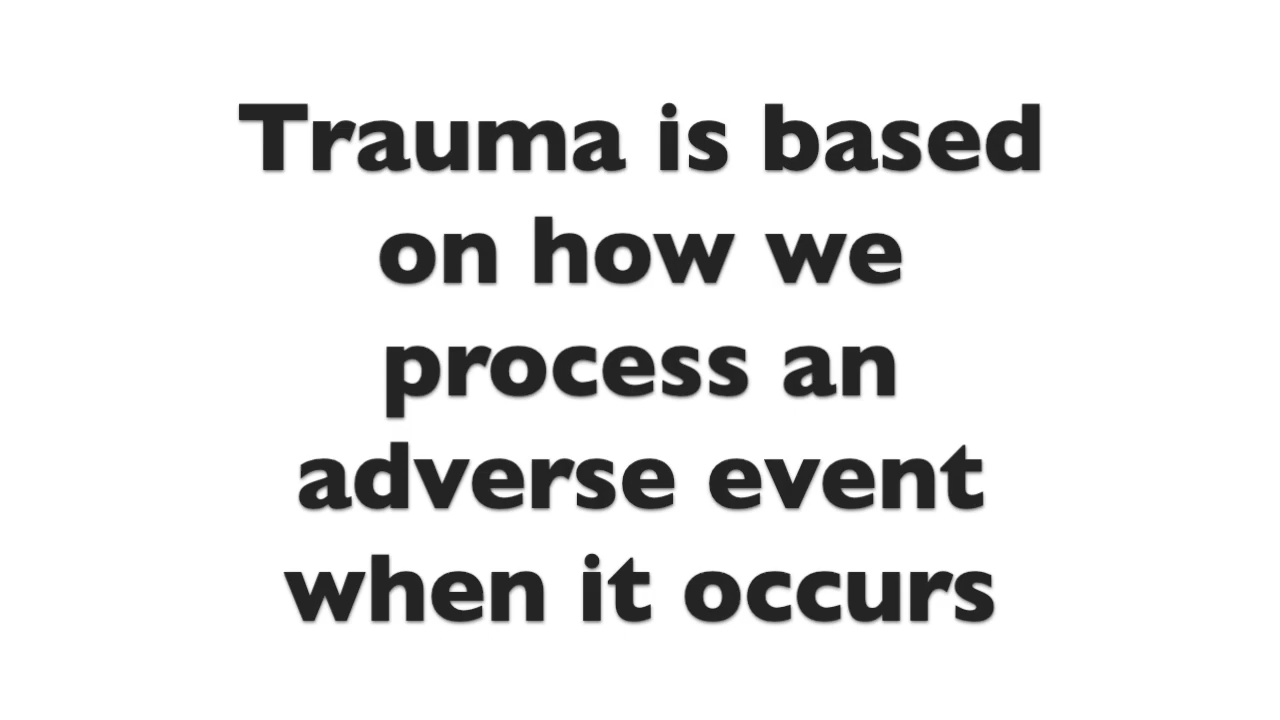 Trauma is based
on how we
process an
adverse event
when it occurs